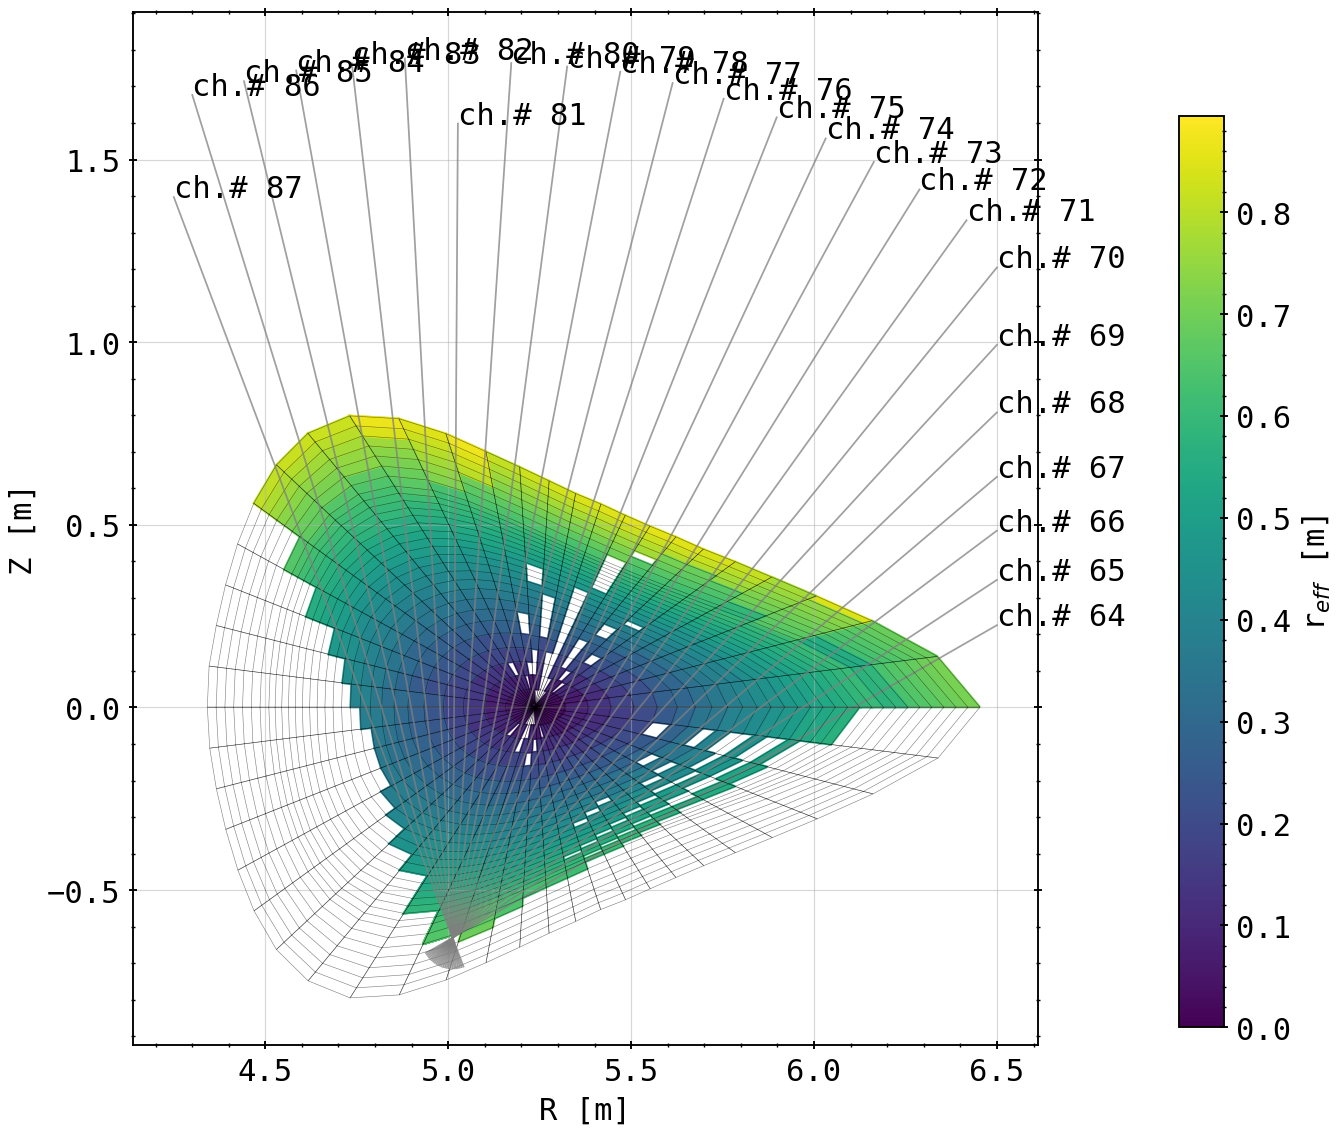 ch.# 82
ch.# 83
ch.# 84
ch.# 85
ch.# 86
ch.# 80
ch.# 79
ch.# 78
ch.# 77
ch.# 76
ch.# 75
ch.# 81
ch.# 74
ch.# 73
ch.# 72
ch.# 87
ch.# 71
ch.# 70
ch.# 69
ch.# 68
ch.# 67
ch.# 66
ch.# 65
ch.# 64
1.5
1.0
0.5
0.0
−0.5
Z [m]
4.5 5.0 5.5 6.0 6.5
R [m]
0.8
0.7
0.6
0.5
0.4
0.3
0.2
0.1
0.0
r_eff [m]